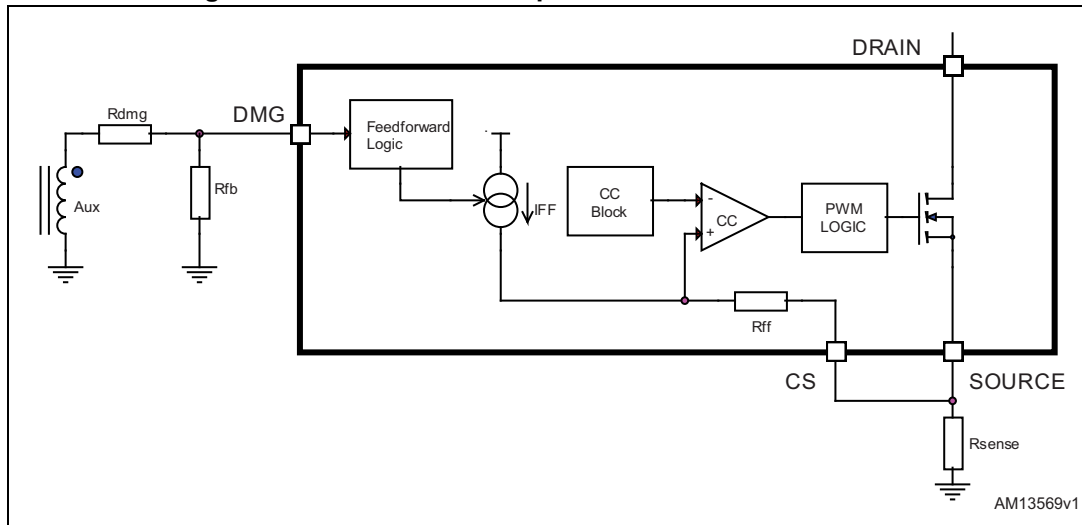 DRAIN
DMG
Rdmg
Feedforward
Logic
Rfb
Aux
IFF
CC
Block
-
+
CC
PWM
LOGIC
Rff
CS
SOURCE
Rsense
AM13569v1